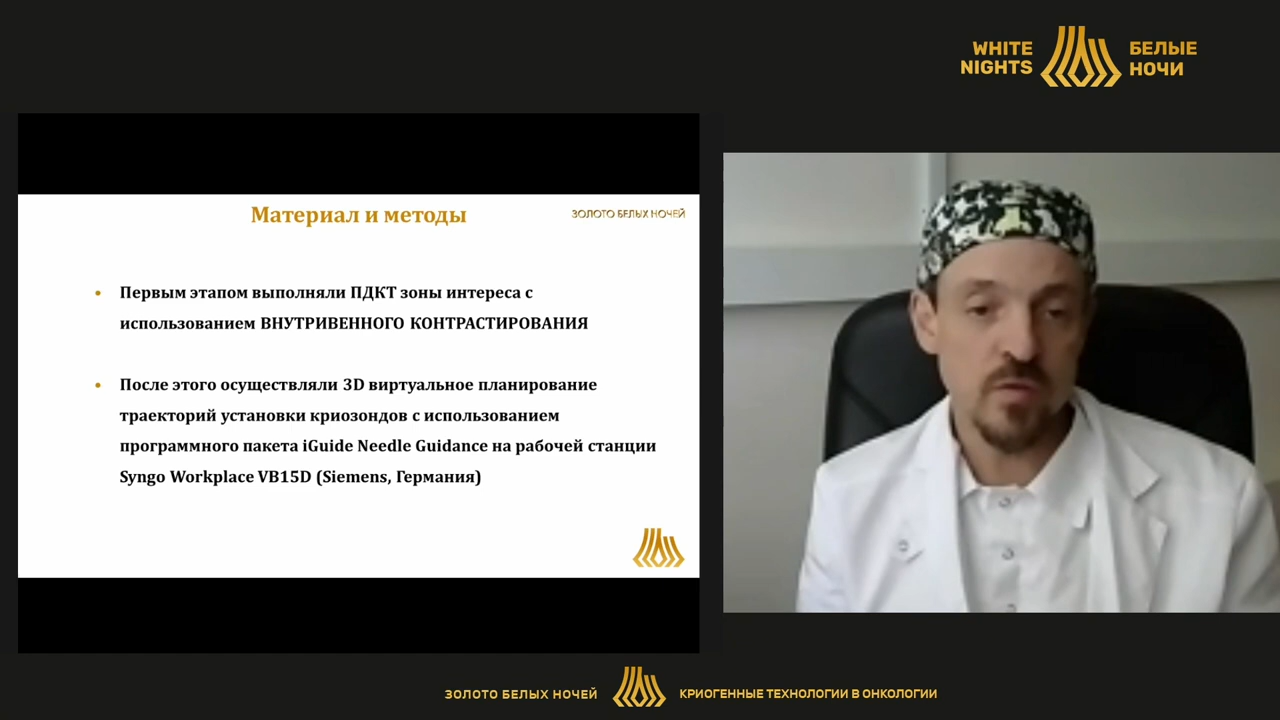 WHITE
NIGHTS
БЕЛЫЕ
НОЧИ
Материал и методы
ЗОЛОТО БЕЛЫХ НОЧЕЙ
• Первым этапом выполняли ПДКТ зоны интереса с
использованием ВНУТРИВЕННОГО КОНТРАСТИРОВАНИЯ
• После этого осуществляли 3D виртуальное планирование
траекторий установки криозондов с использованием
программного пакета iGuide Needle Guidance на рабочей станции
Syngo Workplace VB15D (Siemens, Германия)
ЗОЛОТО БЕЛЫХ НОЧЕЙ
КРИОГЕННЫЕ ТЕХНОЛОГИИ В ОНКОЛОГИИ